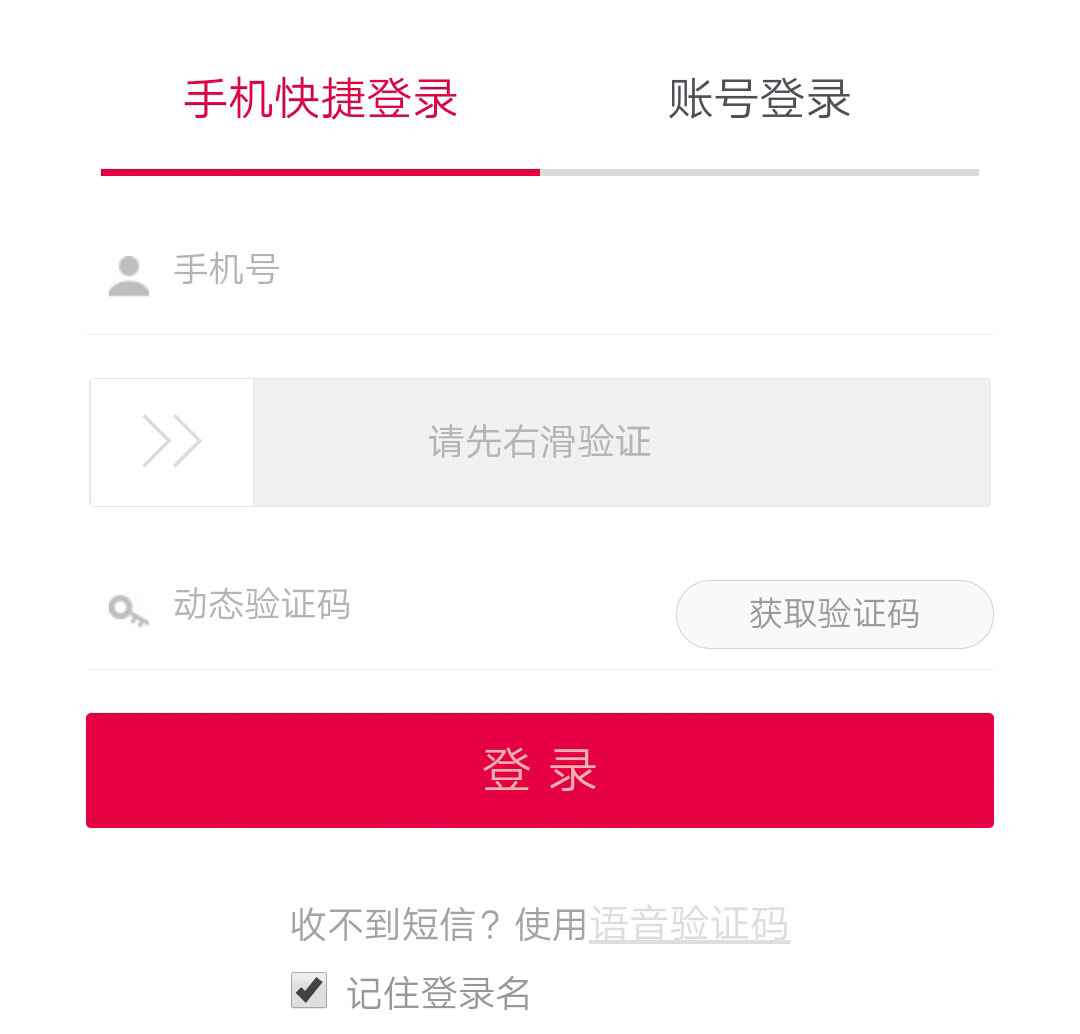 手机快捷登录 账号登录
手机号
请先右滑验证
动态验证码 获取验证码
登录
收不到短信？使用语音验证码
记住登录名